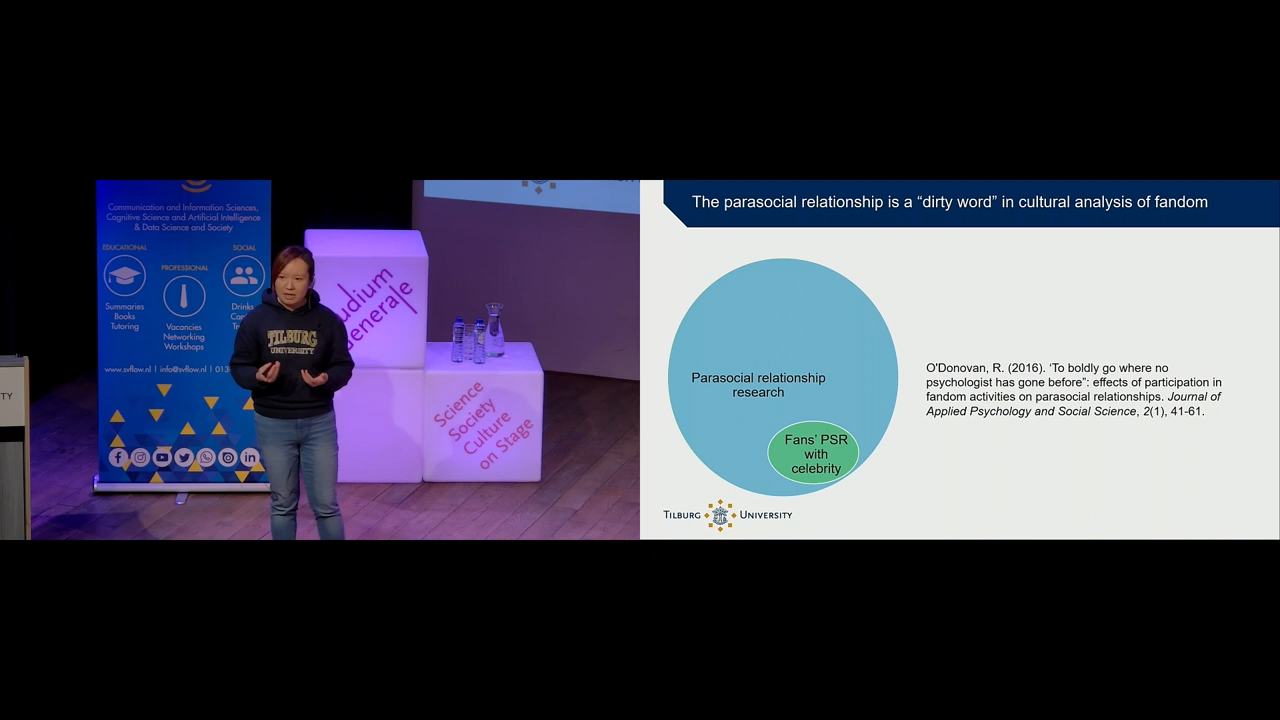 Communication and Information Sciences,
Cognitive Science and Artificial Intelligence
& Data Science and Society
EDUCATIONAL
PROFESSIONAL
SOCIAL
Summaries
Books
Tutoring
Vacancies
Networking
Workshops
Drinks
www.svflow.nl | info@svflow.nl | 013
TILBURG
UNIVERSITY
Generale
Science
Society
Culture
on Stage
TY
The parasocial relationship is a “dirty word” in cultural analysis of fandom
Parasocial relationship
research
Fans’ PSR
with
celebrity
O’Donovan, R. (2016). ‘To boldly go where no
psychologist has gone before”: effects of participation in
fandom activities on parasocial relationships. Journal of
Applied Psychology and Social Science, 2(1), 41-61.
TILBURG UNIVERSITY